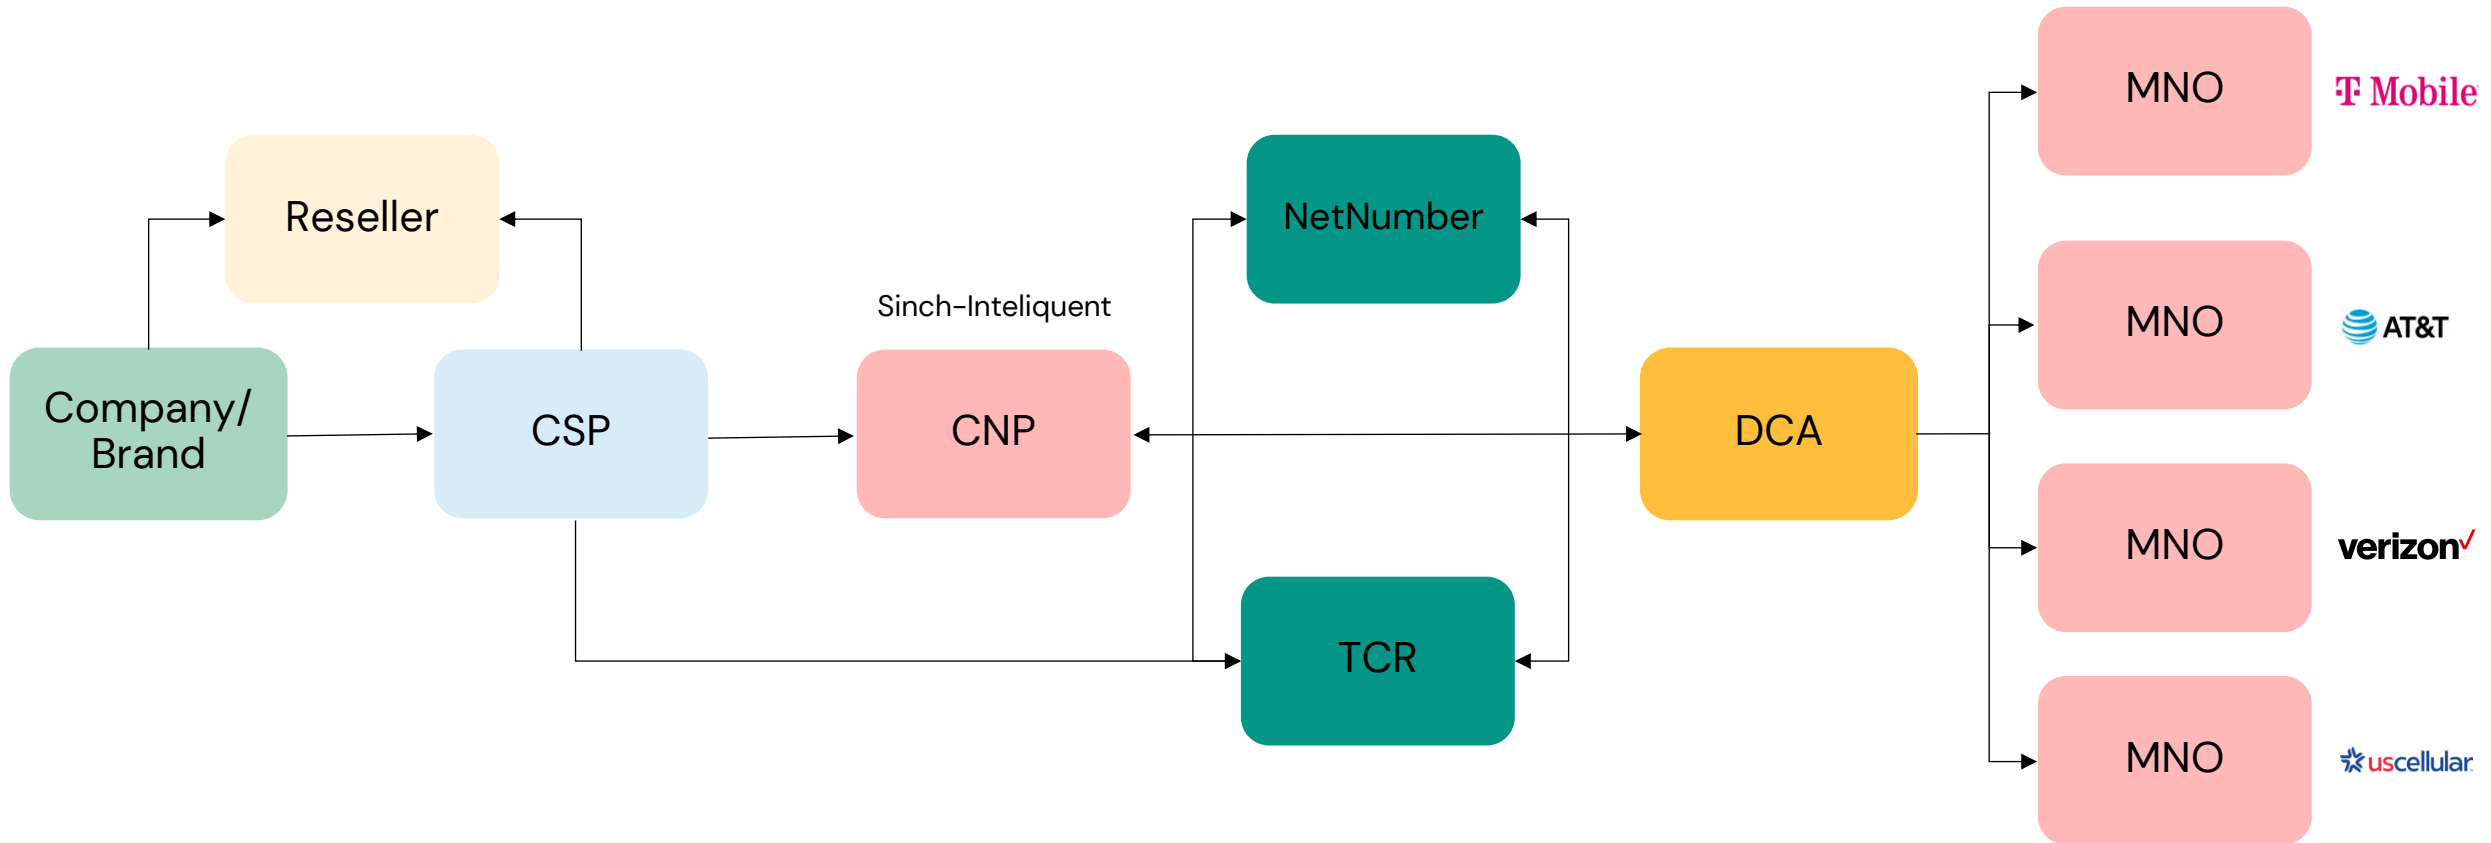 Reseller
Company/
Brand
CSP
Sinch-Inteliquent
CNP
NetNumber
TCR
DCA
MNO
T Mobile
MNO
AT&T
MNO
verizon
MNO
uscellular